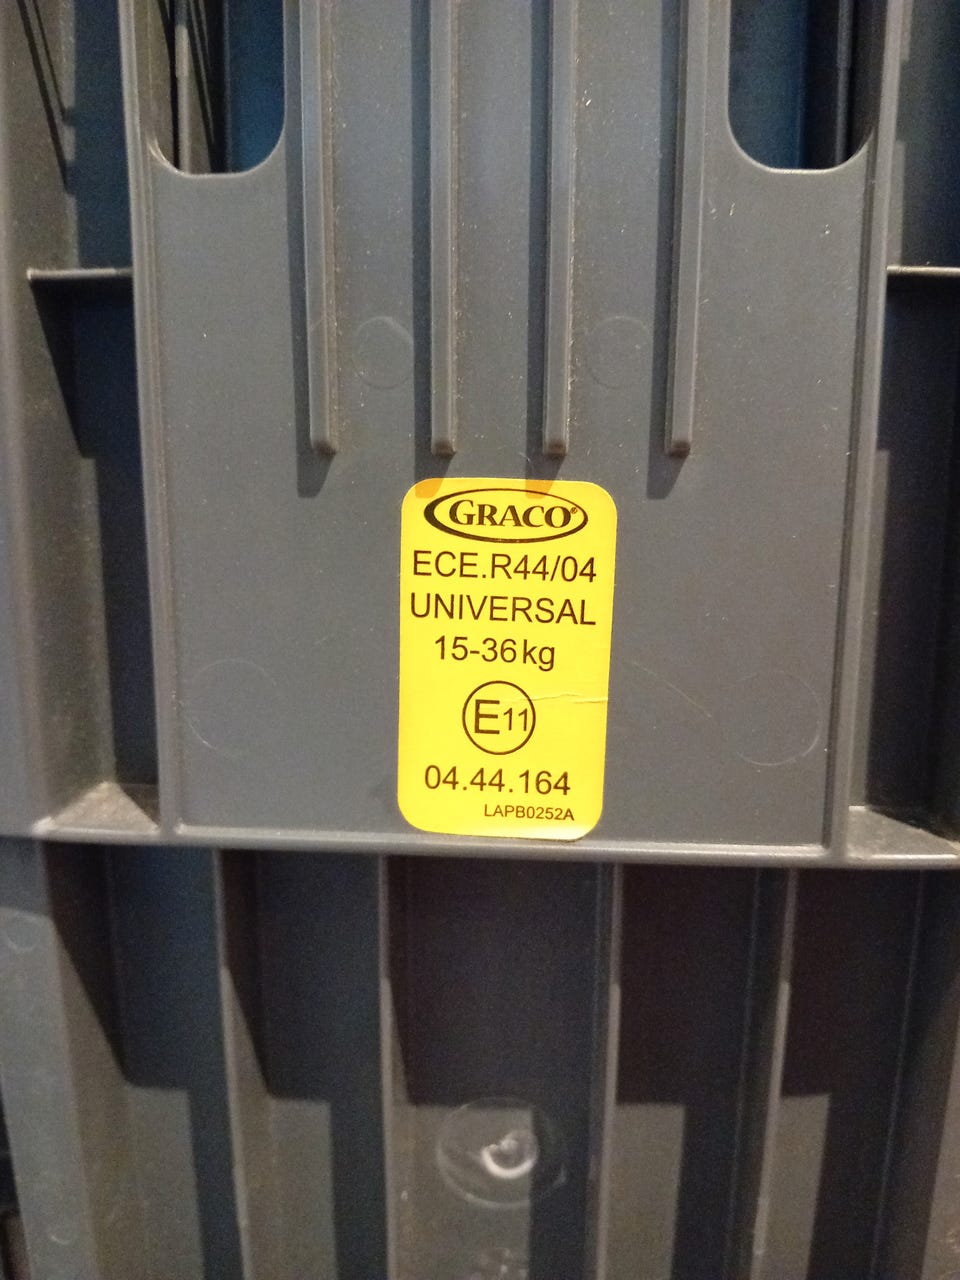 GRACO®
ECE.R44/04
UNIVERSAL
15-36kg
E11
04.44.164
LAPB0252A